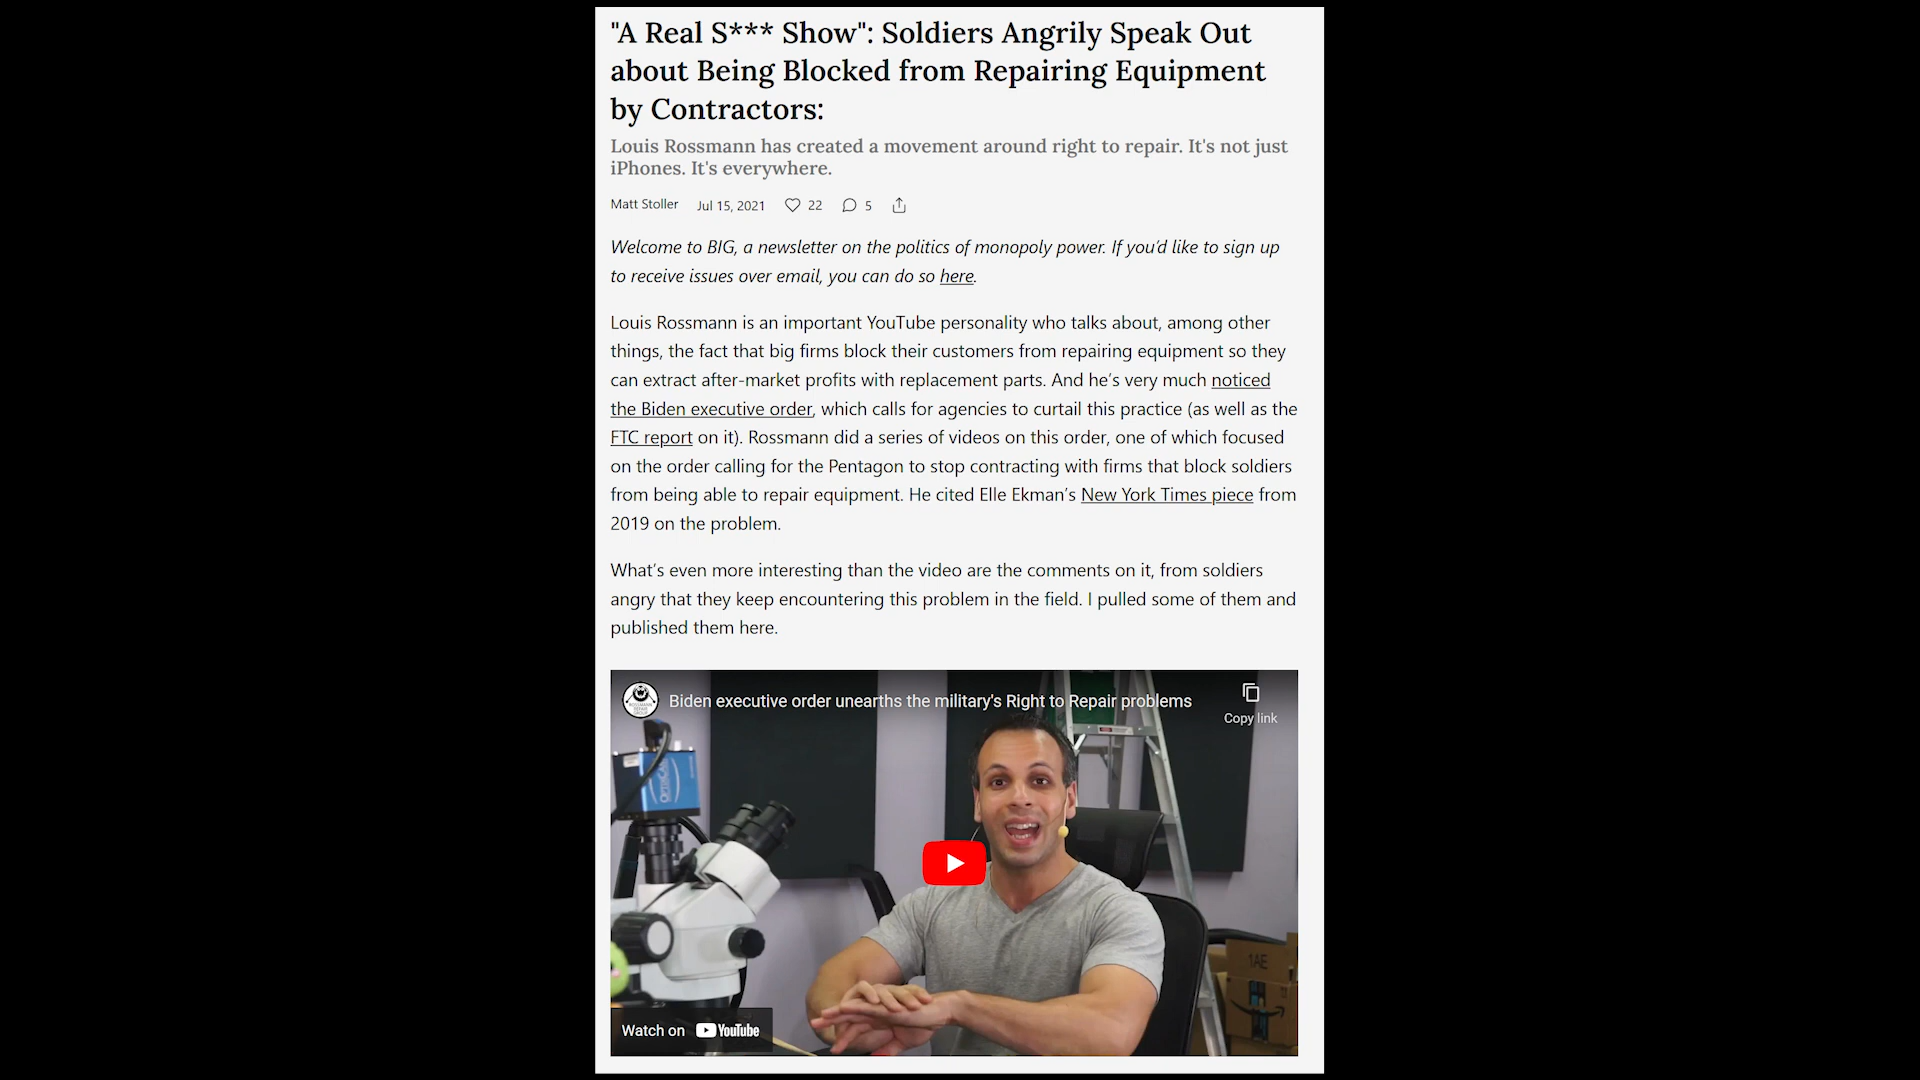 "A Real S*** Show": Soldiers Angrily Speak Out
about Being Blocked from Repairing Equipment
by Contractors:
Louis Rossmann has created a movement around right to repair. It's not just
iPhones. It's everywhere.
Matt Stoller Jul 15, 2021 22 5
Welcome to BIG, a newsletter on the politics of monopoly power. If you'd like to sign up
to receive issues over email, you can do so here.
Louis Rossmann is an important YouTube personality who talks about, among other
things, the fact that big firms block their customers from repairing equipment so they
can extract after-market profits with replacement parts. And he's very much noticed
the Biden executive order, which calls for agencies to curtail this practice (as well as the
FTC report on it). Rossmann did a series of videos on this order, one of which focused
on the order calling for the Pentagon to stop contracting with firms that block soldiers
from being able to repair equipment. He cited Elle Ekman's New York Times piece from
2019 on the problem.
What's even more interesting than the video are the comments on it, from soldiers
angry that they keep encountering this problem in the field. I pulled some of them and
published them here.
Biden executive order unearths the military's Right to Repair problems
Copy link
1AE
Watch on YouTube